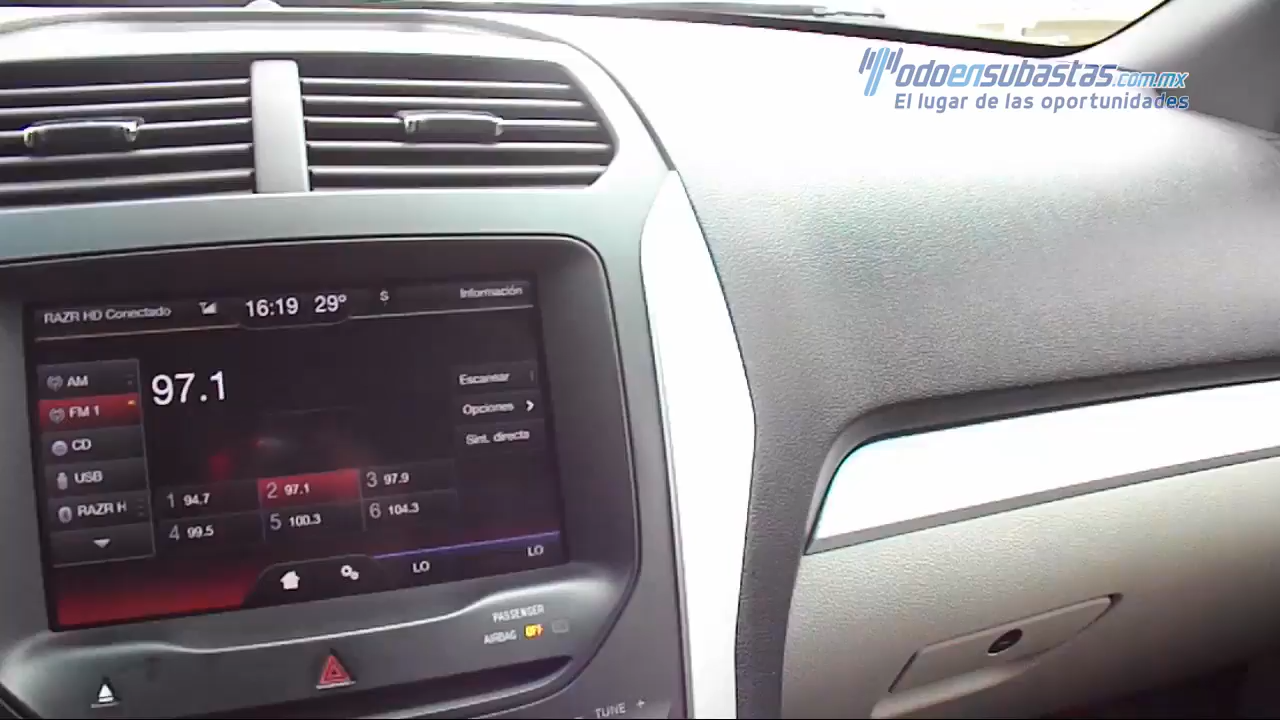 Todoensubastas.com.mx
El lugar de las oportunidades
RAZR HD Conectado
16:19 29°
Información
AM
97.1
Escanear
FM 1
Opciones
CD
Sint. directa
USB
1 94.7
2 97.1
3 97.9
RAZR H
4 99.5
5 100.3
6 104.3
LO
LO
PASSENGER
AIRBAG OFF
TUNE +